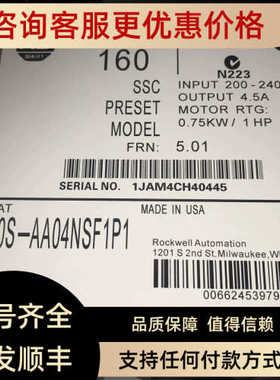 咨询客服更优惠价格
160
N223
SSC
INPUT 200-240
PRESET
OUTPUT 4.5A
MODEL
MOTOR RTG:
0.75KW/ 1 HP
FRN: 5.01
SERIAL NO. 1JAM4CH40445
AT
MADE IN USA
0S-AA04NSF1P1
Rockwell Automation
1201 S 2nd St,Milwaukee,WI
00662453979
号齐全
品质保障 值得信赖
发顺丰
支持任何付款方式